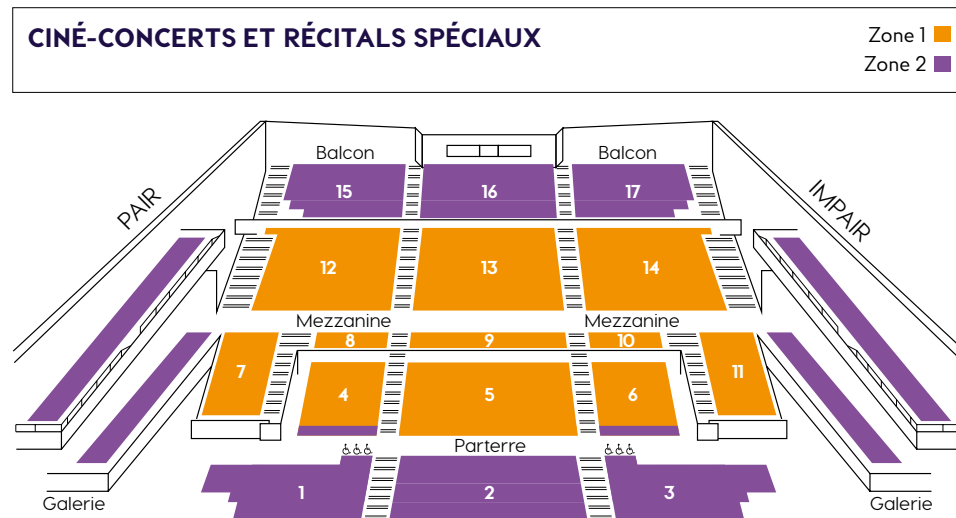 CINÉ-CONCERTS ET RÉCITALS SPÉCIAUX
Zone 1
Zone 2
Balcon Balcon
15 16 17
PAIR IMPAIR
12 13 14
Mezzanine Mezzanine
8 9 10
7 11
4 5 6
Parterre
1 2 3
Galerie Galerie